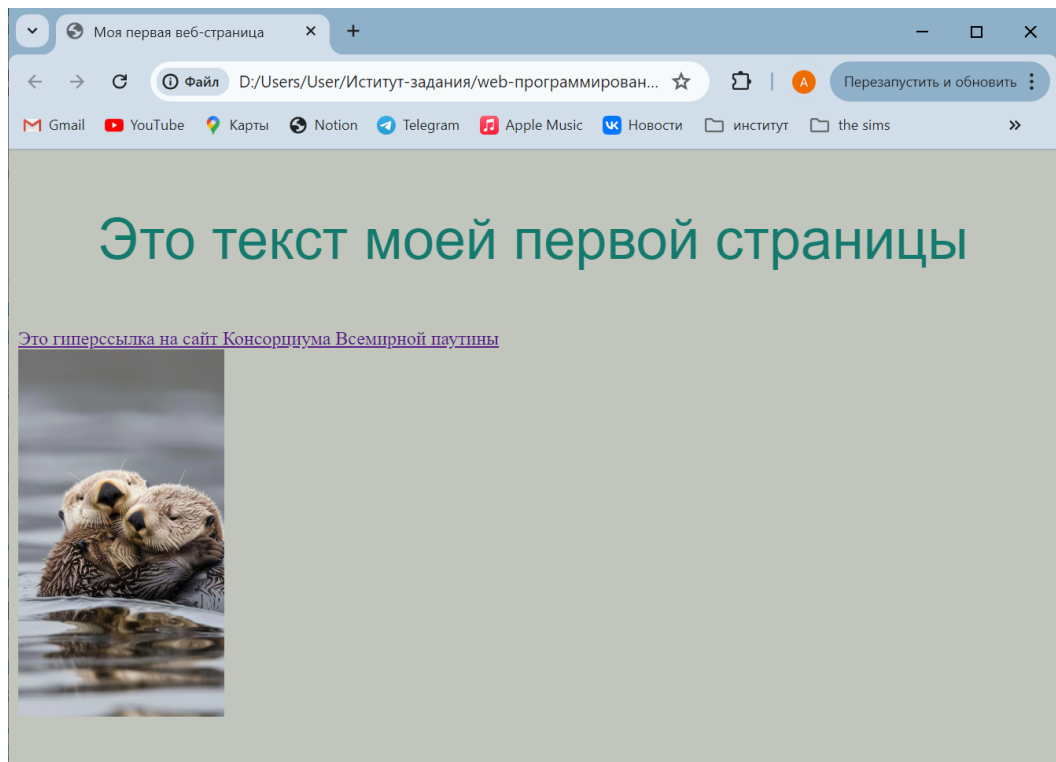 Моя первая веб-страница
Файл D:/Users/User/Иститут-задания/web-программирован... A Перезапустить и обновить
Gmail YouTube Карты Notion Telegram Apple Music Новости институт the sims
Это текст моей первой страницы
Это гиперссылка на сайт Консорциума Всемирной паутины